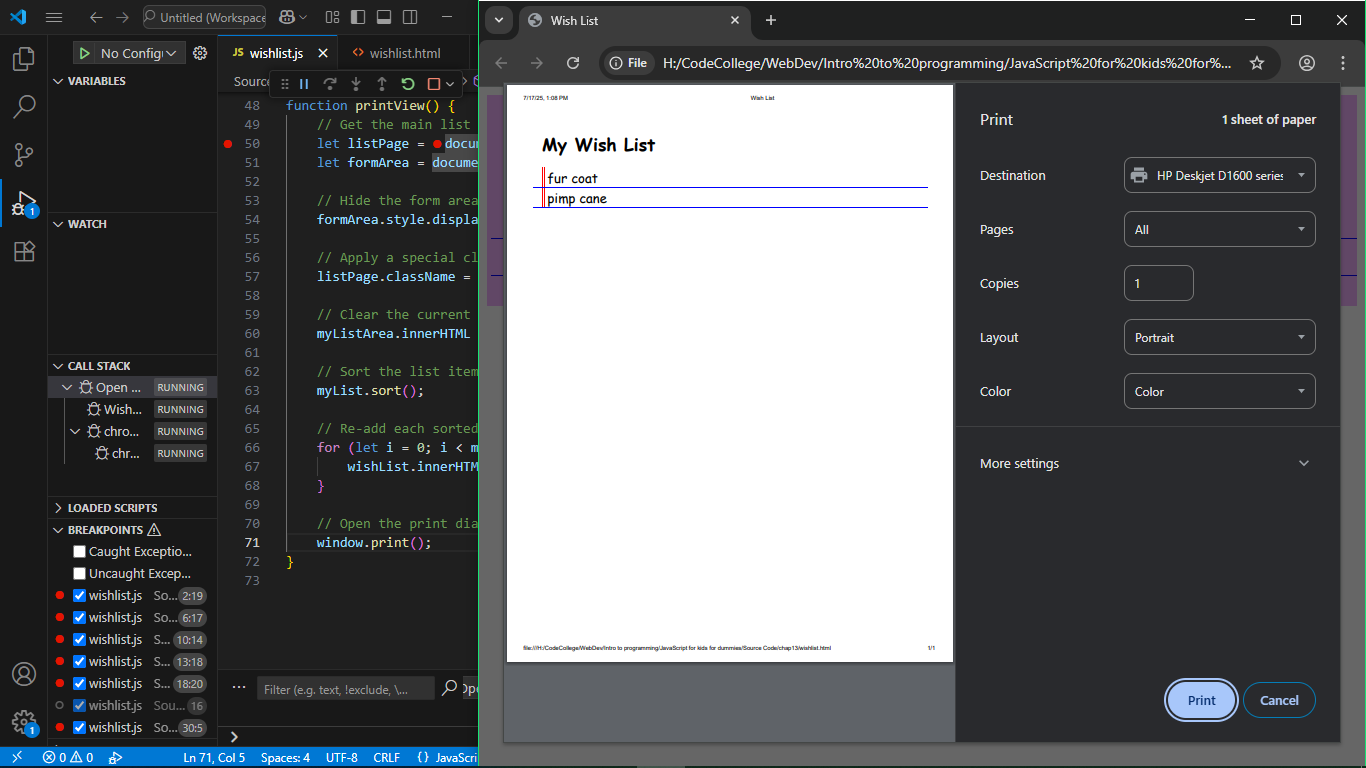 Untitled (Workspace
No Config
VARIABLES
WATCH
CALL STACK
Open ... RUNNING
Wish... RUNNING
chro... RUNNING
chr... RUNNING
LOADED SCRIPTS
BREAKPOINTS
Caught Exceptio...
Uncaught Excep...
wishlist.js So... 2:19
wishlist.js So... 6:17
wishlist.js S... 10:14
wishlist.js S... 13:18
wishlist.js S... 18:20
wishlist.js Sou... 16
wishlist.js So... 30:5
1
1
JS wishlist.js
wishlist.html
Source
48 function printView() {
49 // Get the main list
50 let listPage = docum
51 let formArea = docume
52
53 // Hide the form area
54 formArea.style.displa
55
56 // Apply a special cl
57 listPage.className =
58
59 // Clear the current
60 myListArea.innerHTML
61
62 // Sort the list item
63 myList.sort();
64
65 // Re-add each sorted
66 for (let i = 0; i < m
67 wishList.innerHTM
68 }
69
70 // Open the print dia
71 window.print();
72 }
73
... Filter (e.g. text, !exclude, \... Ope
0 0
Ln 71, Col 5 Spaces: 4 UTF-8 CRLF {} JavaScri
Wish List
File H:/CodeCollege/WebDev/Intro%20to%20programming/JavaScript%20for%20kids%20for%...
7/17/25, 1:08 PM Wish List
My Wish List
fur coat
pimp cane
file:///H:/CodeCollege/WebDev/Intro to programming/JavaScript for kids for dummies/Source Code/chap13/wishlist.html 1/1
Print 1 sheet of paper
Destination HP Deskjet D1600 series
Pages All
Copies 1
Layout Portrait
Color Color
More settings
Print Cancel